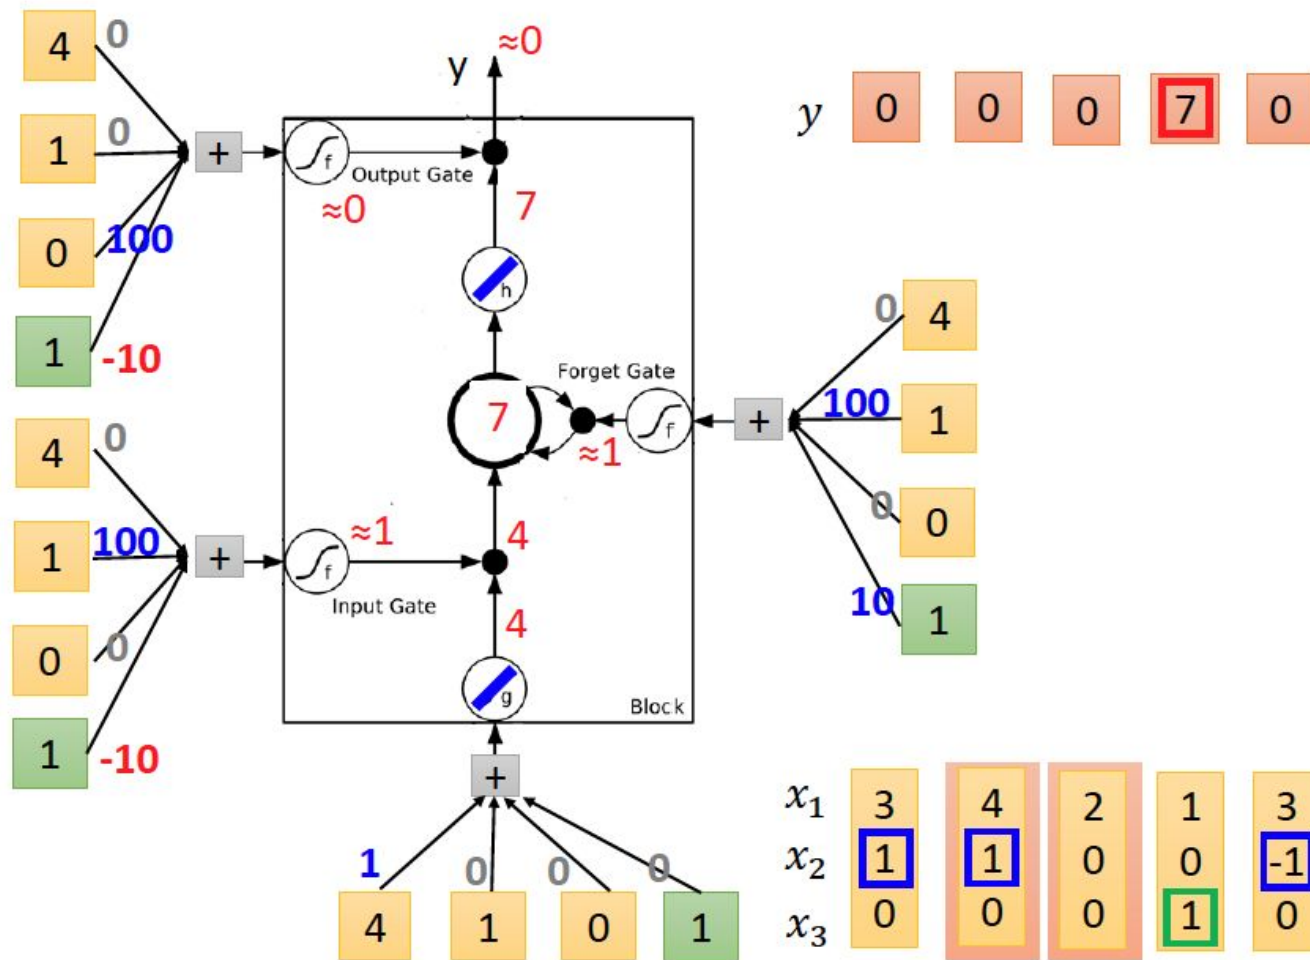 4 0
1 0
0 100
1 -10
+
f
Output Gate
≈0
y ≈0
7
h
7
Forget Gate
f
≈1
+
0 4
100 1
0 0
10 1
4 0
1 100
0 0
1 -10
+
f
Input Gate
≈1
4
4
g
Block
+
1 0 0 0
4 1 0 1
y 0 0 0 7 0
x1 3 4 2 1 3
x2 1 1 0 0 -1
x3 0 0 0 1 0